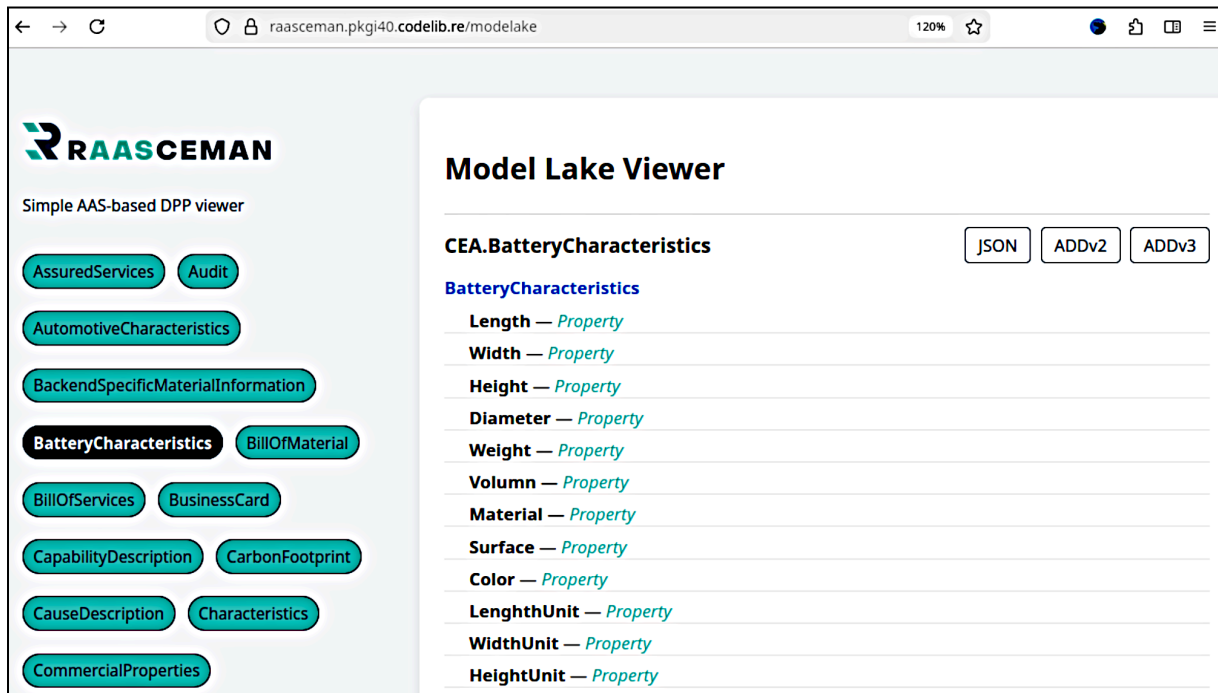 raasceman.pkgi40.codelib.re/modelake
120%
RAASCEMAN
Simple AAS-based DPP viewer
AssuredServices
Audit
AutomotiveCharacteristics
BackendSpecificMaterialInformation
BatteryCharacteristics
BillOfMaterial
BillOfServices
BusinessCard
CapabilityDescription
CarbonFootprint
CauseDescription
Characteristics
CommercialProperties
Model Lake Viewer
CEA.BatteryCharacteristics
JSON
ADDv2
ADDv3
BatteryCharacteristics
Length — Property
Width — Property
Height — Property
Diameter — Property
Weight — Property
Volumn — Property
Material — Property
Surface — Property
Color — Property
LenghthUnit — Property
WidthUnit — Property
HeightUnit — Property